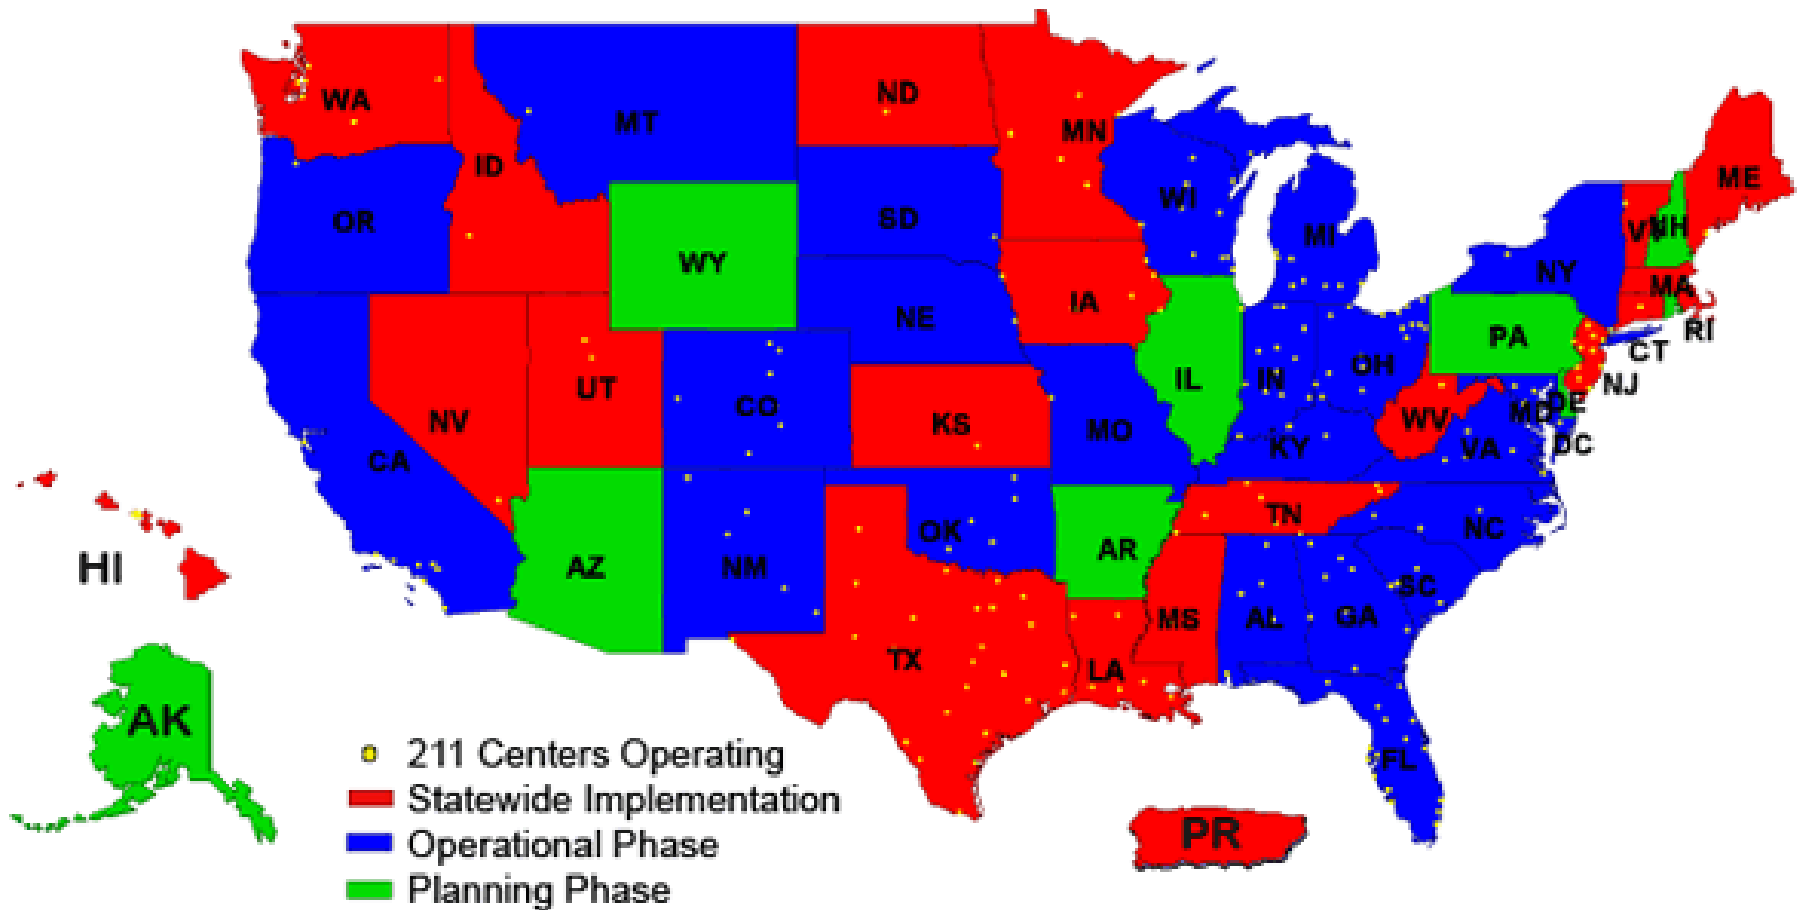 WA
MT
ND
MN
ID
OR
SD
WI
MI
ME
VT
NH
WY
NY
MA
IA
NE
PA
RI
CT
UT
NV
CO
KS
MO
IL
IN
OH
NJ
DE
MD
WV
KY
VA
DC
CA
AZ
NM
OK
AR
TN
NC
SC
MS
AL
GA
TX
LA
FL
HI
AK
PR
211 Centers Operating
Statewide Implementation
Operational Phase
Planning Phase